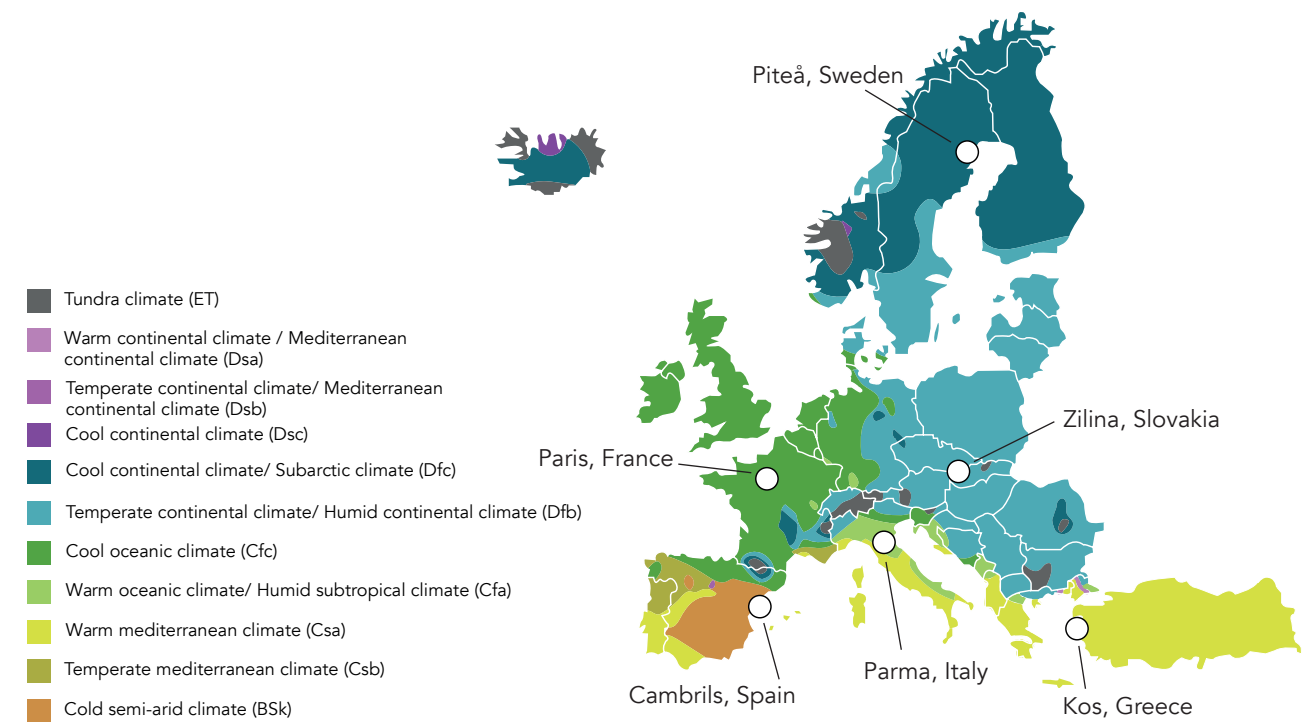 Piteå, Sweden
Tundra climate (ET)
Warm continental climate / Mediterranean
continental climate (Dsa)
Temperate continental climate/ Mediterranean
continental climate (Dsb)
Cool continental climate (Dsc)
Zilina, Slovakia
Paris, France
Cool continental climate/ Subarctic climate (Dfc)
Temperate continental climate/ Humid continental climate (Dfb)
Cool oceanic climate (Cfc)
Warm oceanic climate/ Humid subtropical climate (Cfa)
Warm mediterranean climate (Csa)
Temperate mediterranean climate (Csb)
Cold semi-arid climate (BSk)
Parma, Italy
Cambrils, Spain
Kos, Greece